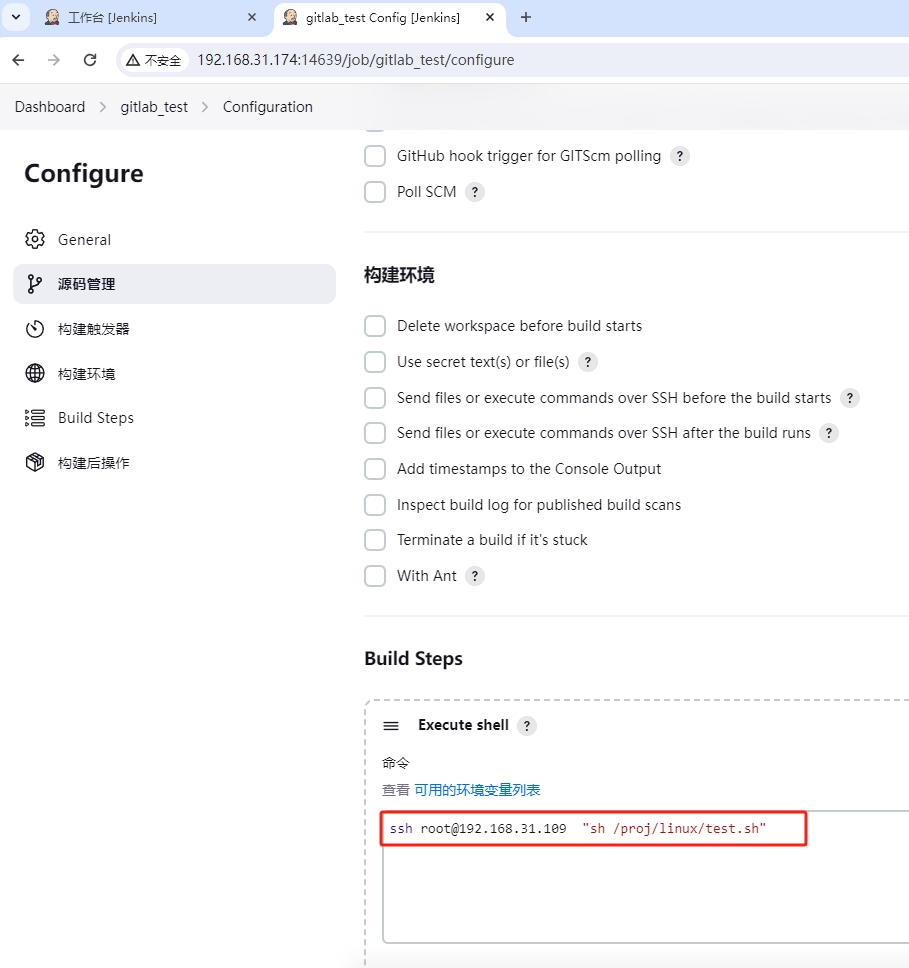 工作台 [Jenkins]
gitlab_test Config [Jenkins]
不安全
192.168.31.174:14639/job/gitlab_test/configure
Dashboard
gitlab_test
Configuration
Configure
General
源码管理
构建触发器
构建环境
Build Steps
构建后操作
GitHub hook trigger for GITScm polling ?
Poll SCM ?
构建环境
Delete workspace before build starts
Use secret text(s) or file(s) ?
Send files or execute commands over SSH before the build starts ?
Send files or execute commands over SSH after the build runs ?
Add timestamps to the Console Output
Inspect build log for published build scans
Terminate a build if it's stuck
With Ant ?
Build Steps
Execute shell ?
命令
查看 可用的环境变量列表
ssh root@192.168.31.109  "sh /proj/linux/test.sh"